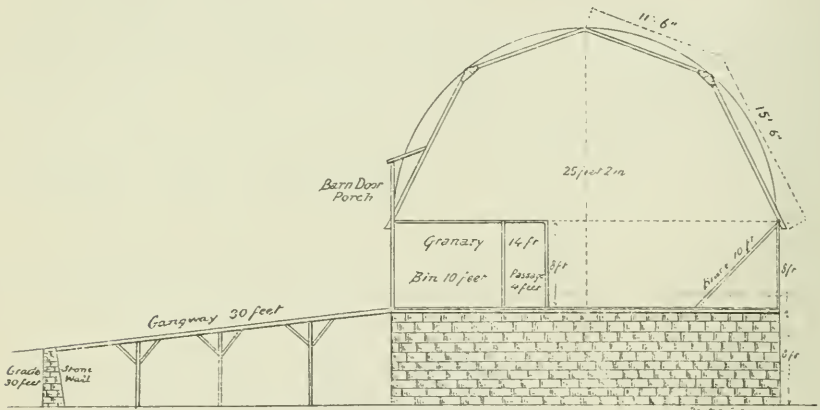 11' 6"
15' 6"
25 feet 2 in
Barn Door
Porch
Granary 14 ft
Bin 10 feet
Passage
4 feet
8 ft
Brace 10 ft
8 ft
Gangway 30 feet
Grade
30 feet
Stone
Wall
8 ft